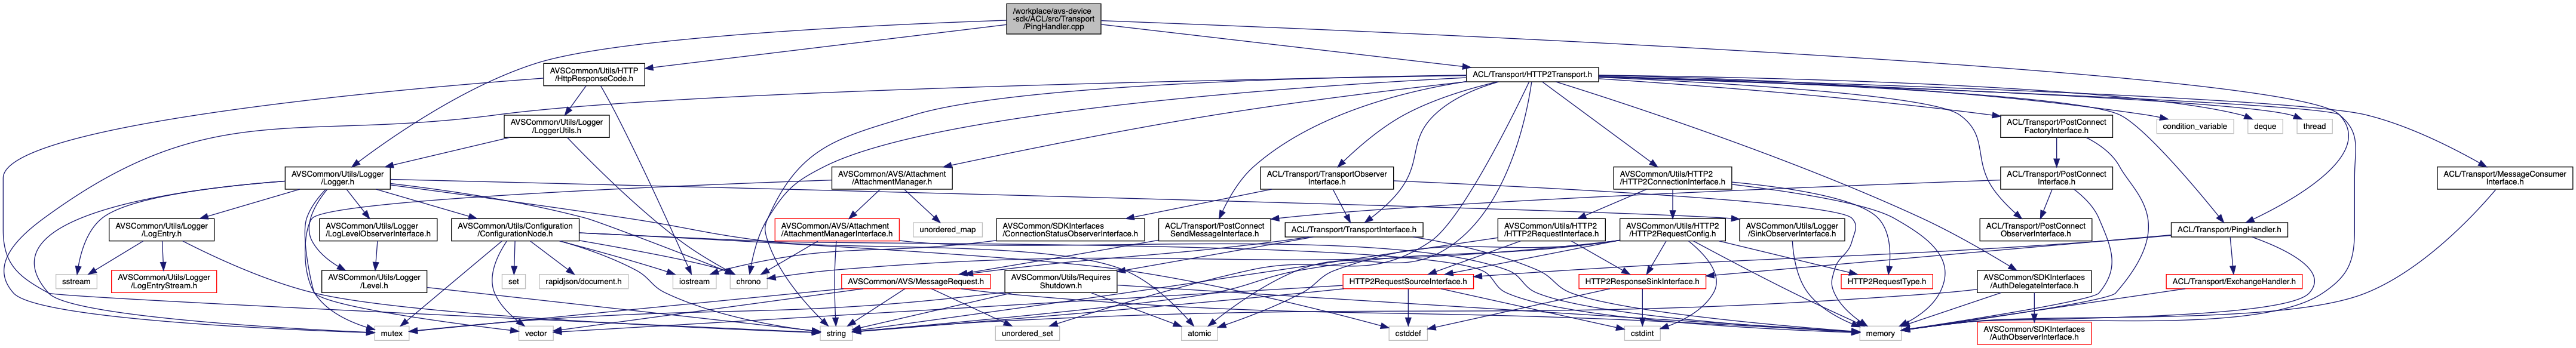 /workplace/avs-device
-sdk/ACL/src/Transport
/PingHandler.cpp
AVSCommon/Utils/HTTP
/HttpResponseCode.h
ACL/Transport/HTTP2Transport.h
AVSCommon/Utils/Logger
/LoggerUtils.h
ACL/Transport/PostConnect
FactoryInterface.h
condition_variable
deque
thread
AVSCommon/Utils/Logger
/Logger.h
AVSCommon/AVS/Attachment
/AttachmentManager.h
ACL/Transport/TransportObserver
Interface.h
AVSCommon/Utils/HTTP2
/HTTP2ConnectionInterface.h
ACL/Transport/PostConnect
Interface.h
ACL/Transport/MessageConsumer
Interface.h
AVSCommon/Utils/Logger
/LogEntry.h
AVSCommon/Utils/Logger
/LogLevelObserverInterface.h
AVSCommon/Utils/Configuration
/ConfigurationNode.h
AVSCommon/AVS/Attachment
/AttachmentManagerInterface.h
unordered_map
AVSCommon/SDKInterfaces
/ConnectionStatusObserverInterface.h
ACL/Transport/PostConnect
SendMessageInterface.h
ACL/Transport/TransportInterface.h
AVSCommon/Utils/HTTP2
/HTTP2RequestInterface.h
AVSCommon/Utils/HTTP2
/HTTP2RequestConfig.h
AVSCommon/Utils/Logger
/SinkObserverInterface.h
ACL/Transport/PostConnect
ObserverInterface.h
ACL/Transport/PingHandler.h
sstream
AVSCommon/Utils/Logger
/LogEntryStream.h
AVSCommon/Utils/Logger
/Level.h
set
rapidjson/document.h
iostream
chrono
AVSCommon/AVS/MessageRequest.h
AVSCommon/Utils/Requires
Shutdown.h
HTTP2RequestSourceInterface.h
HTTP2ResponseSinkInterface.h
HTTP2RequestType.h
AVSCommon/SDKInterfaces
/AuthDelegateInterface.h
ACL/Transport/ExchangeHandler.h
mutex
vector
string
unordered_set
atomic
cstddef
cstdint
memory
AVSCommon/SDKInterfaces
/AuthObserverInterface.h